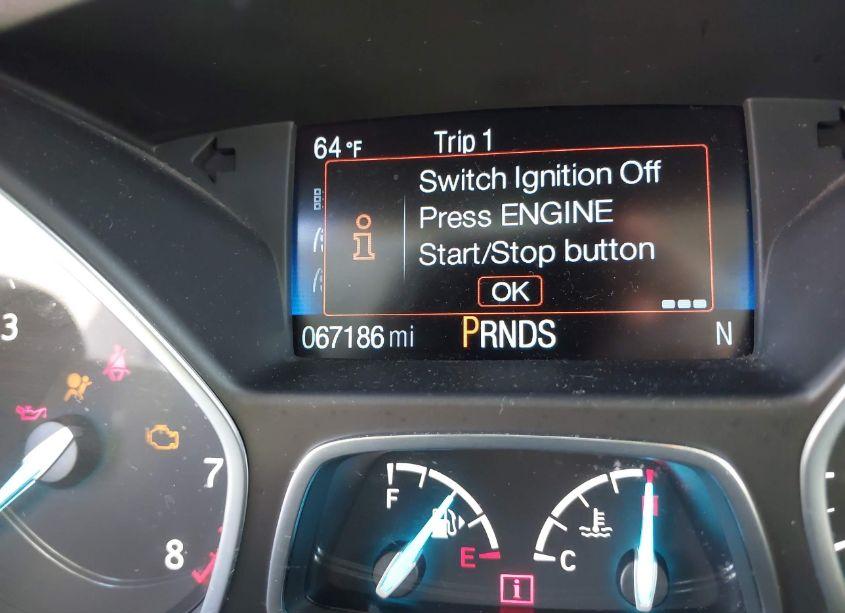 64 °F Trip 1
Switch Ignition Off
Press ENGINE
Start/Stop button
OK
067186 mi PRNDS N
3
7
8
F
E
C
i